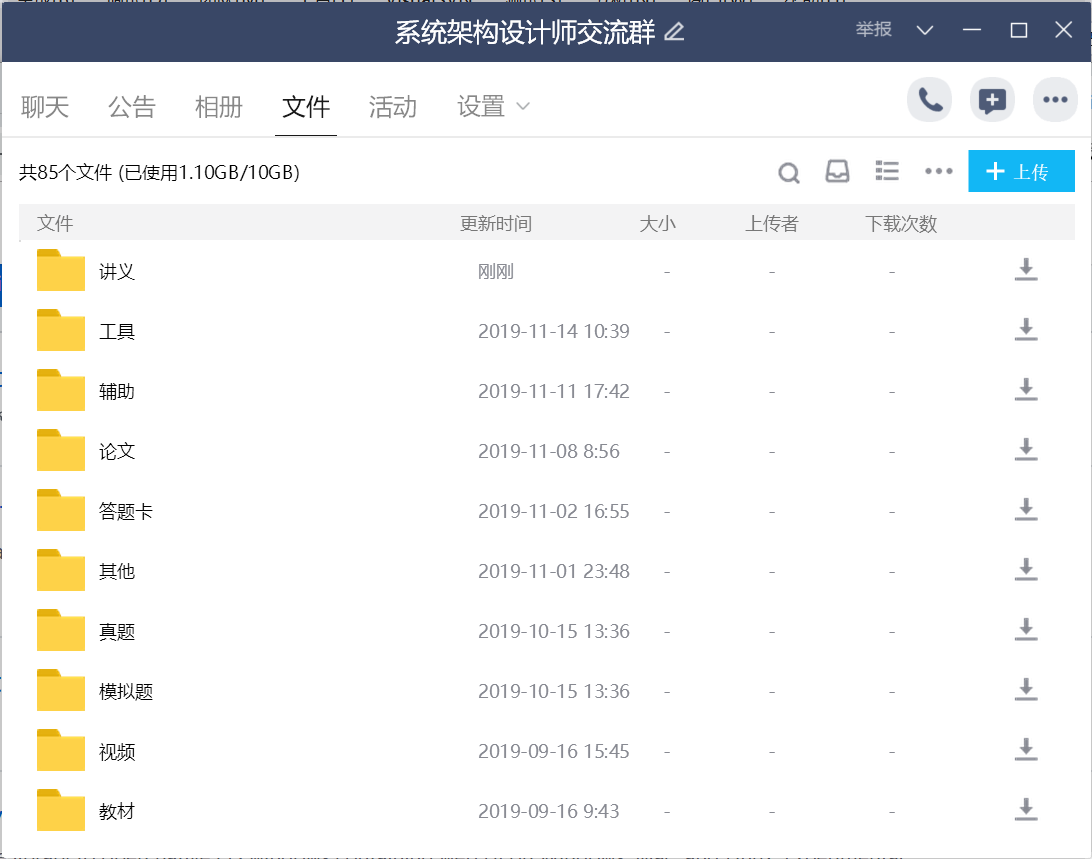 系统架构设计师交流群 举报
聊天 公告 相册 文件 活动 设置
共85个文件 (已使用1.10GB/10GB) 上传
文件 更新时间 大小 上传者 下载次数
讲义 刚刚 - - -
工具 2019-11-14 10:39 - - -
辅助 2019-11-11 17:42 - - -
论文 2019-11-08 8:56 - - -
答题卡 2019-11-02 16:55 - - -
其他 2019-11-01 23:48 - - -
真题 2019-10-15 13:36 - - -
模拟题 2019-10-15 13:36 - - -
视频 2019-09-16 15:45 - - -
教材 2019-09-16 9:43 - - -